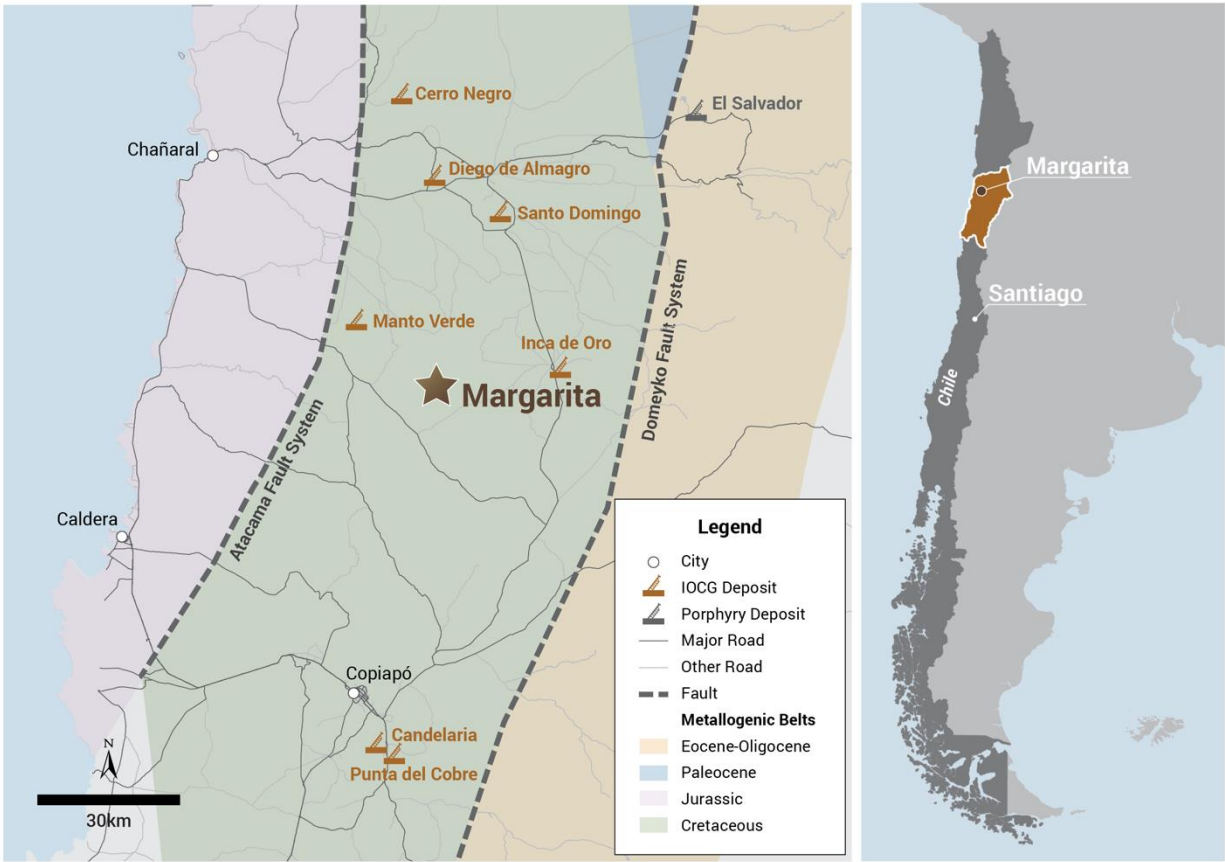 Cerro Negro
El Salvador
Chañaral
Diego de Almagro
Santo Domingo
Manto Verde
Inca de Oro
Margarita
Atacama Fault System
Domeyko Fault System
Caldera
Copiapó
Candelaria
Punta del Cobre
N
30km
Legend
City
IOCG Deposit
Porphyry Deposit
Major Road
Other Road
Fault
Metallogenic Belts
Eocene-Oligocene
Paleocene
Jurassic
Cretaceous
Margarita
Santiago
Chile